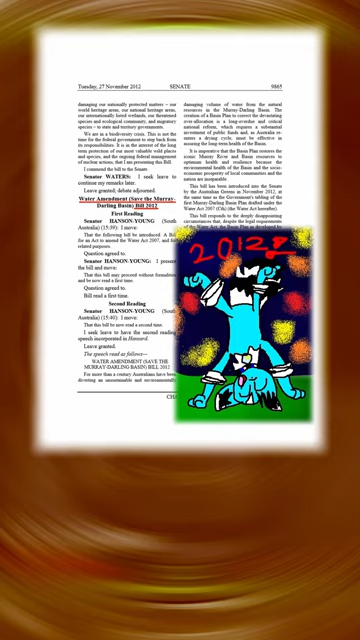 Tuesday, 27 November 2012 SENATE 9865
damaging our nationally protected matters – our
world heritage areas, our national heritage areas,
our internationally listed wetlands, our threatened
species and ecological community, and migratory
species – to state and territory governments.
We are in a biodiversity crisis. This is not the
time for the federal government to step back from
its responsibilities. It is in the interest of the long
term protection of our most valuable wild places
and species, and the ongoing federal management
of nuclear actions, that I am presenting this Bill.
I commend the bill to the Senate.
Senator WATERS: I seek leave to
continue my remarks later.
Leave granted; debate adjourned.
Water Amendment (Save the Murray-
Darling Basin) Bill 2012
First Reading
Senator HANSON-YOUNG (South
Australia) (15:39): I move:
That the following bill be introduced: A Bill
for an Act to amend the Water Act 2007, and for
related purposes.
Question agreed to.
Senator HANSON-YOUNG: I present
the bill and move:
That this bill may proceed without formalities
and be now read a first time.
Question agreed to.
Bill read a first time.
Second Reading
Senator HANSON-YOUNG (South
Australia) (15:40): I move:
That this bill be now read a second time.
I seek leave to have the second reading
speech incorporated in Hansard.
Leave granted.
The speech read as follows—
WATER AMENDMENT (SAVE THE
MURRAY-DARLING BASIN) BILL 2012
For more than a century Australians have been
diverting an unsustainable and environmentally
damaging volume of water from the natural
resources in the Murray-Darling Basin. The
creation of a Basin Plan to correct the devastating
over-allocation is a long-overdue and critical
national reform, which requires a substantial
investment of public funds and, as Australia re-
enters a drying cycle, must be effective in
assuring the long-term health of the Basin.
It is imperative that the Basin Plan restores the
iconic Murray River and Basin resources to
optimum health and resilience because the
environmental health of the Basin and the socio-
economic prosperity of local communities and the
nation are inseparable.
This bill has been introduced into the Senate
by the Australian Greens in November 2012, at
the same time as the Government's tabling of the
first Murray-Darling Basin Plan drafted under the
Water Act 2007 (Cth) (the Water Act) hereafter.
This bill responds to the deeply disappointing
circumstances that, despite the legal requirements
of the Water Act, the Basin Plan as developed by
2012
CHA